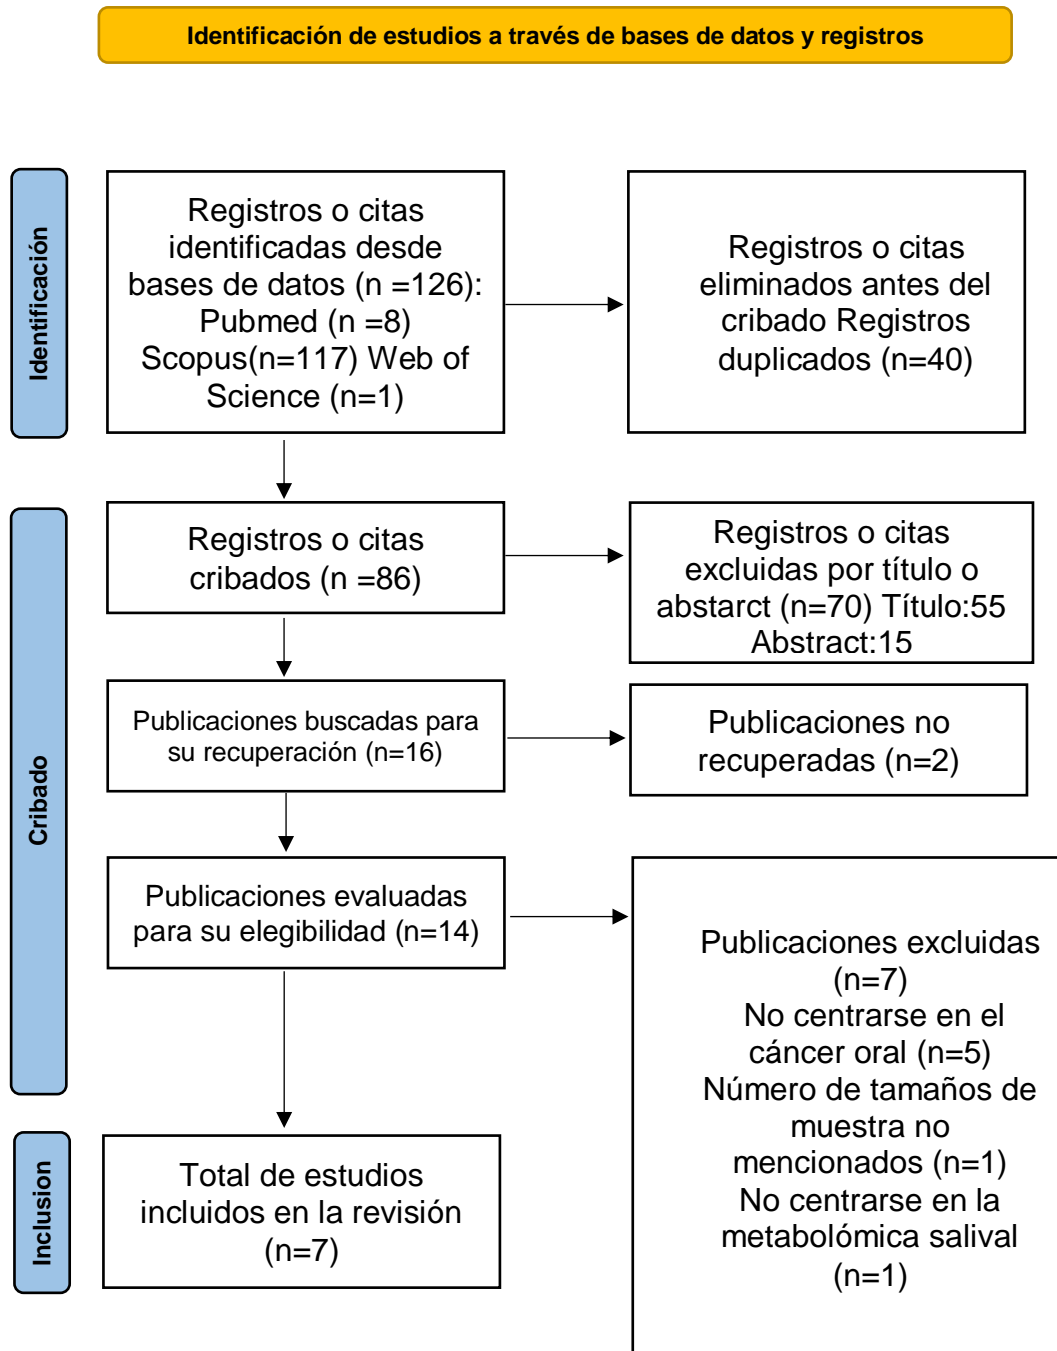 Identificación de estudios a través de bases de datos y registros
Identificación
Registros o citas
identificadas desde
bases de datos (n =126):
Pubmed (n =8)
Scopus(n=117) Web of
Science (n=1)
Registros o citas
eliminados antes del
cribado Registros
duplicados (n=40)
Cribado
Registros o citas
cribados (n =86)
Registros o citas
excluidas por título o
abstarct (n=70) Título:55
Abstract:15
Publicaciones buscadas para
su recuperación (n=16)
Publicaciones no
recuperadas (n=2)
Publicaciones evaluadas
para su elegibilidad (n=14)
Publicaciones excluidas
(n=7)
No centrarse en el
cáncer oral (n=5)
Número de tamaños de
muestra no
mencionados (n=1)
No centrarse en la
metabolómica salival
(n=1)
Inclusion
Total de estudios
incluidos en la revisión
(n=7)